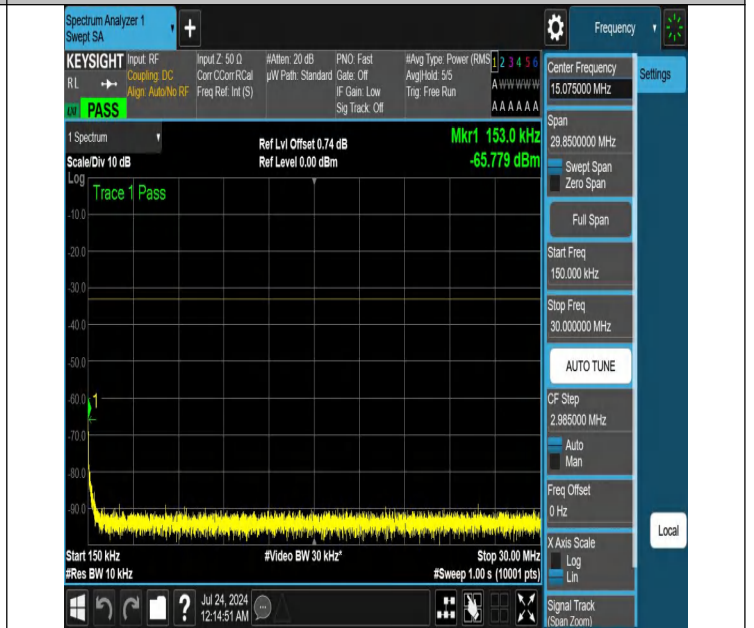 Spectrum Analyzer 1
Swept SA
+
Frequency
KEYSIGHT
RL
PASS
Input: RF
Coupling: DC
Align: Auto/No RF
Input Z: 50 Ω
Corr CCorr RCal
Freq Ref: Int (S)
#Atten: 20 dB
µW Path: Standard
PNO: Fast
Gate: Off
IF Gain: Low
Sig Track: Off
#Avg Type: Power (RMS
Avg|Hold: 5/5
Trig: Free Run
1 2 3 4 5 6
A W W W W W
A A A A A A
1 Spectrum
Scale/Div 10 dB
Ref Lvl Offset 0.74 dB
Ref Level 0.00 dBm
Mkr1 153.0 kHz
-65.779 dBm
Log
Trace 1 Pass
-10.0
-20.0
-30.0
-40.0
-50.0
-60.0
-70.0
-80.0
-90.0
1
Start 150 kHz
#Res BW 10 kHz
#Video BW 30 kHz*
Stop 30.00 MHz
#Sweep 1.00 s (10001 pts)
Center Frequency
15.075000 MHz
Settings
Span
29.8500000 MHz
Swept Span
Zero Span
Full Span
Start Freq
150.000 kHz
Stop Freq
30.000000 MHz
AUTO TUNE
CF Step
2.985000 MHz
Auto
Man
Freq Offset
0 Hz
X Axis Scale
Log
Lin
Signal Track
(Span Zoom)
Local
?
Jul 24, 2024
12:14:51 AM